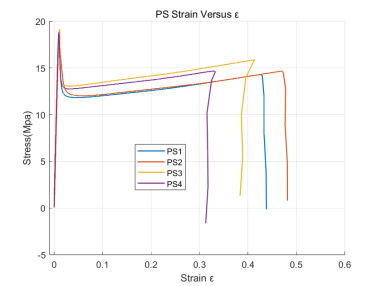 PS Strain Versus ε
20
15
10
5
0
-5
Stress(Mpa)
PS1
PS2
PS3
PS4
0 0.1 0.2 0.3 0.4 0.5 0.6
Strain ε